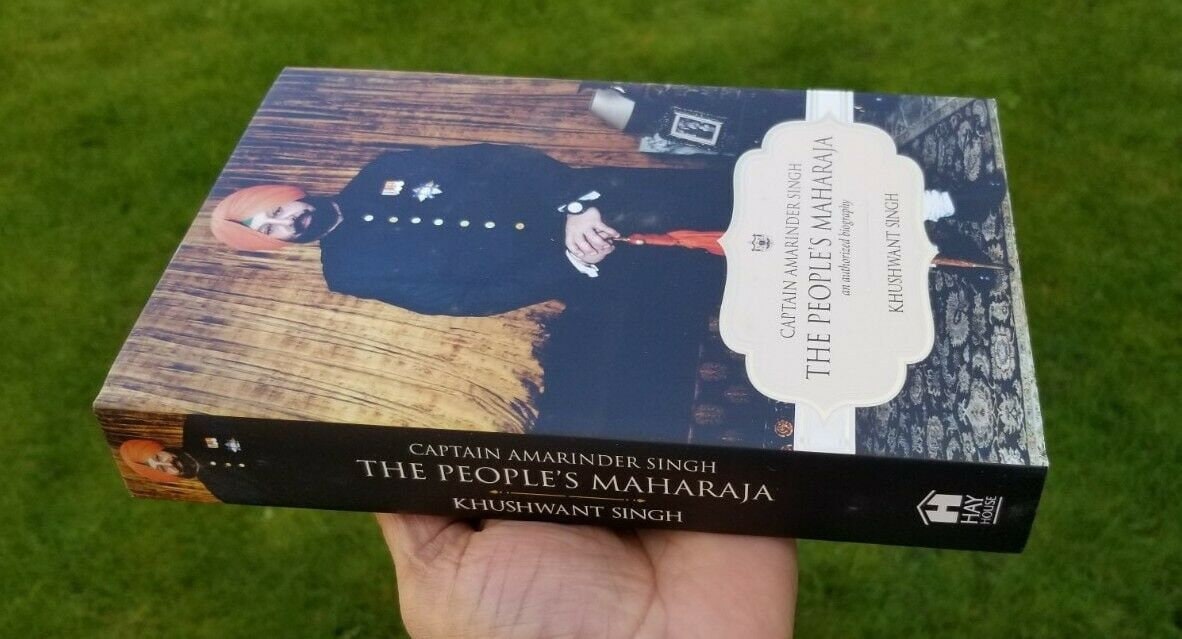 CAPTAIN AMARINDER SINGH
THE PEOPLE'S MAHARAJA
an authorized biography
KHUSHWANT SINGH
CAPTAIN AMARINDER SINGH
THE PEOPLE'S MAHARAJA
KHUSHWANT SINGH
HAY
HOUSE